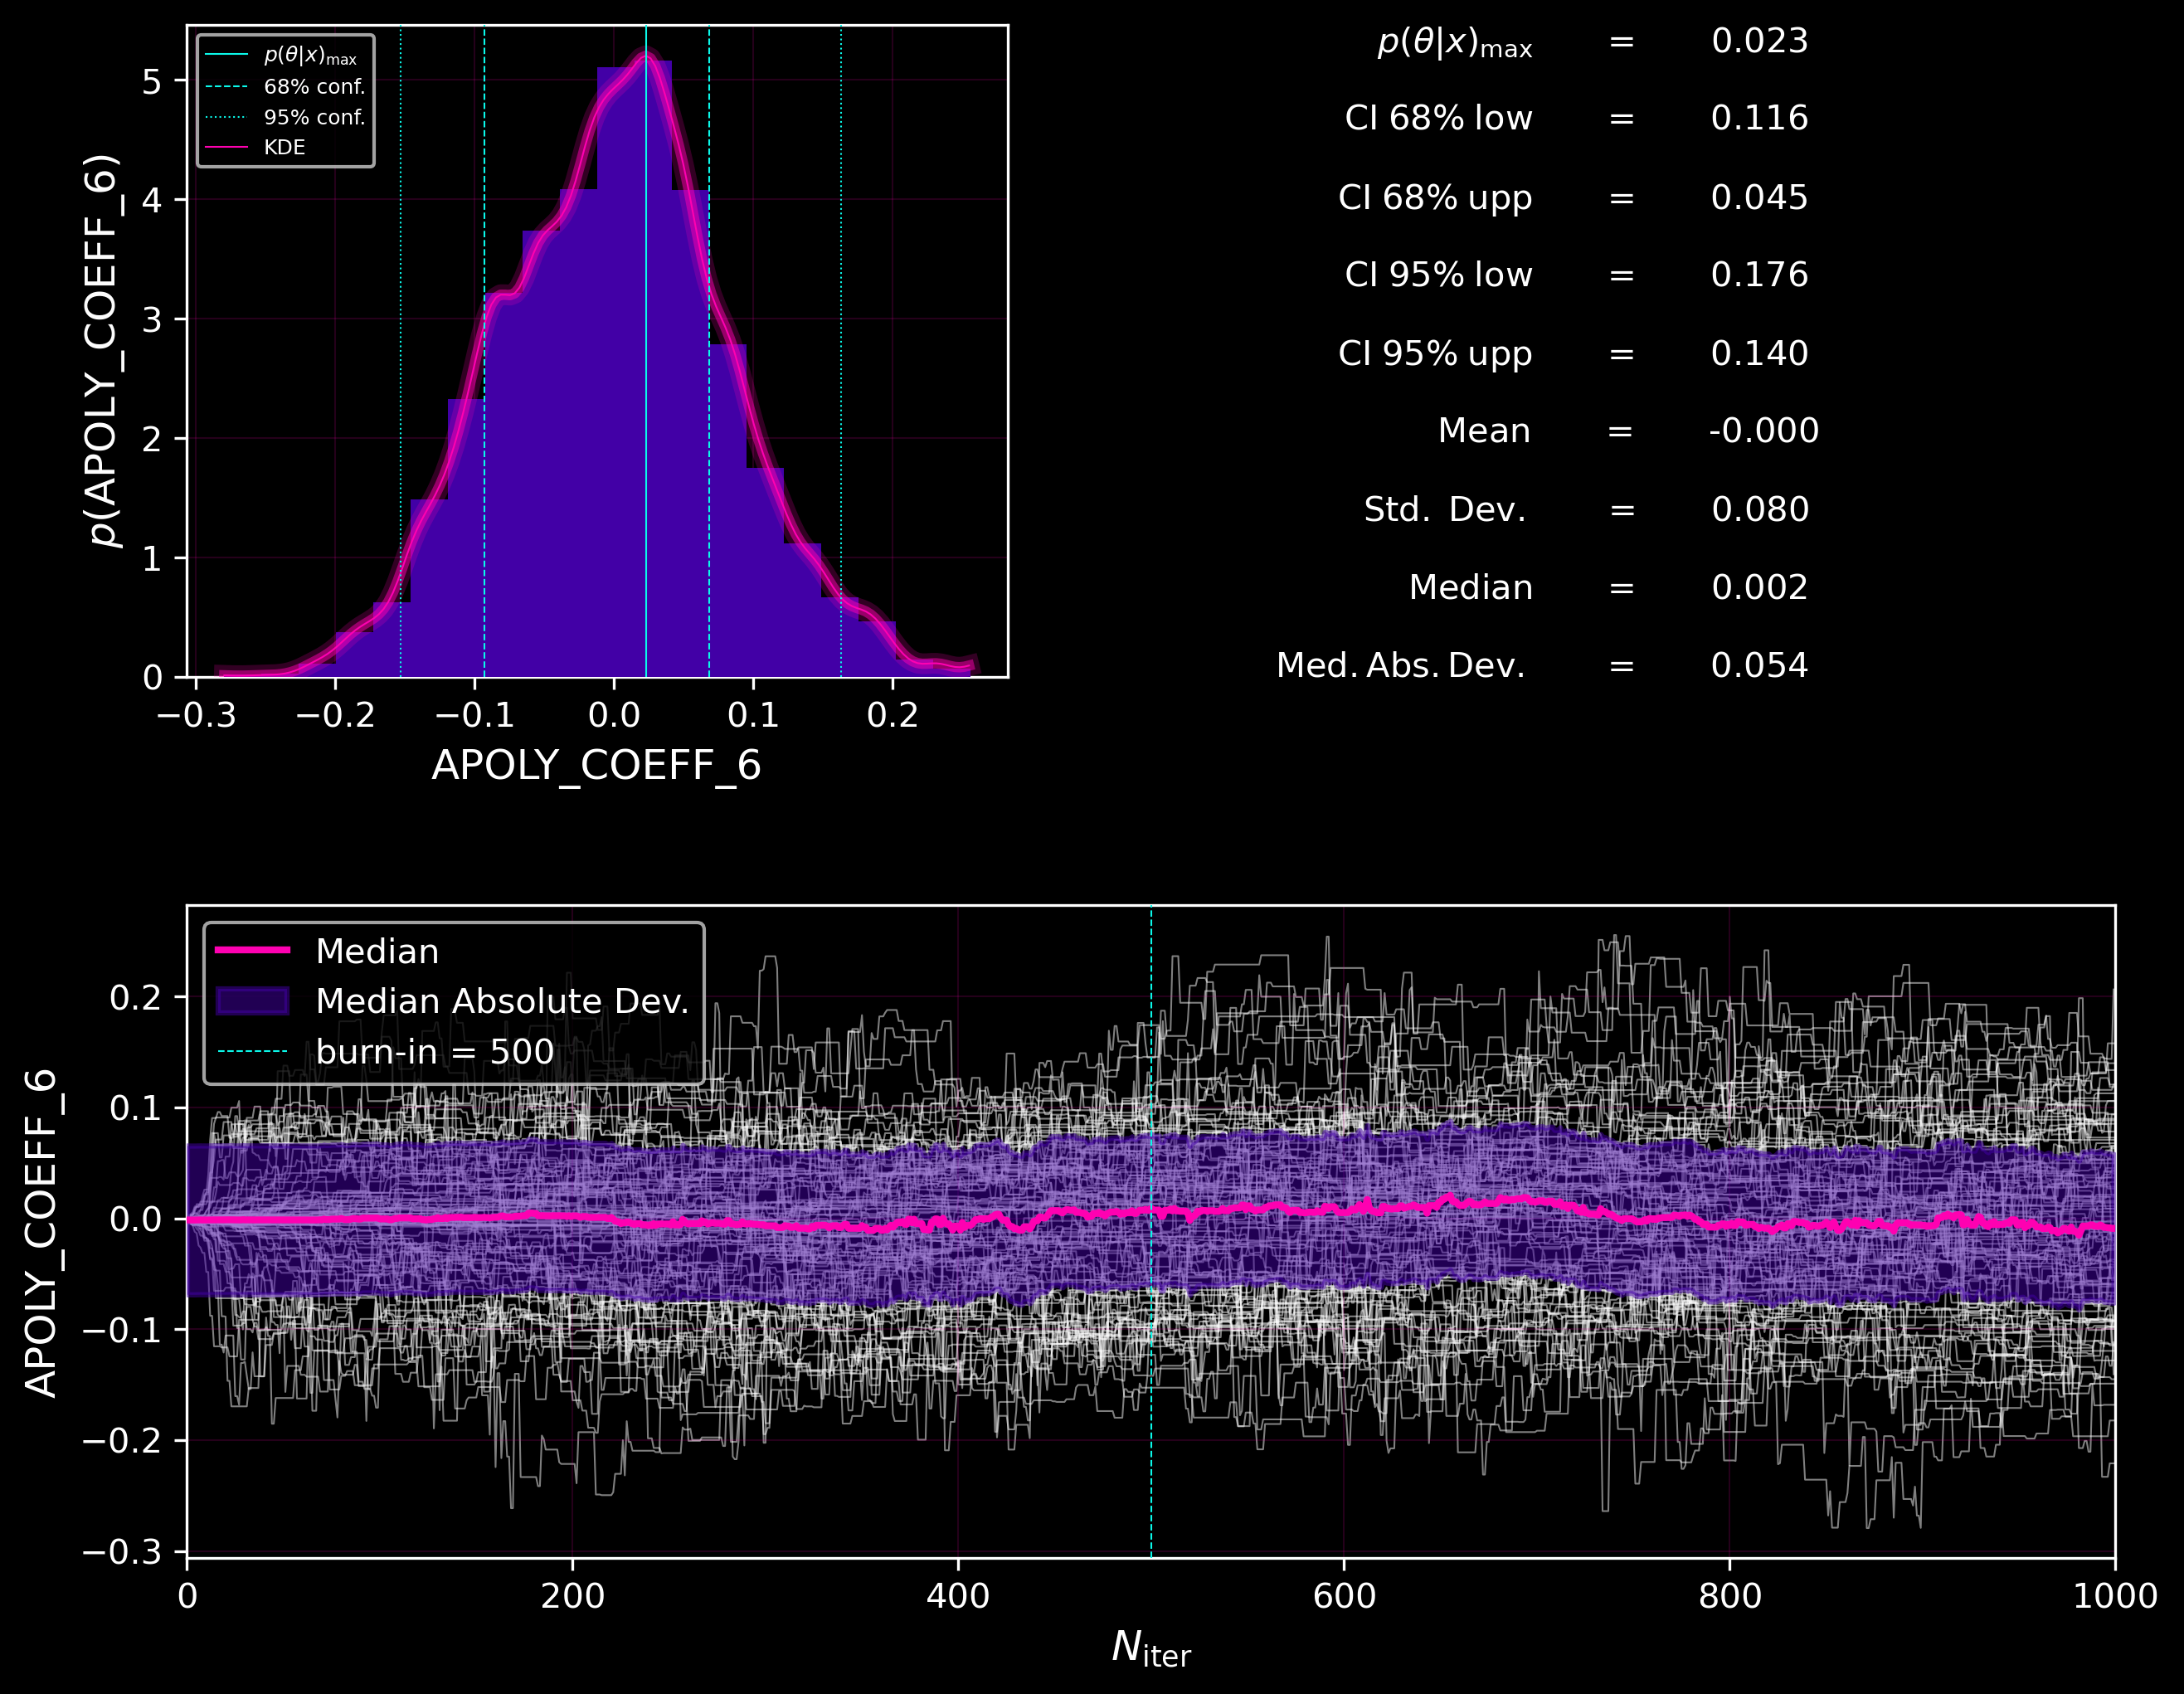 p(θ|x)max
68% conf.
95% conf.
KDE
p(APOLY_COEFF_6)
5
4
3
2
1
0
−0.3 −0.2 −0.1 0.0 0.1 0.2
APOLY_COEFF_6
p(θ|x)max = 0.023
CI 68% low = 0.116
CI 68% upp = 0.045
CI 95% low = 0.176
CI 95% upp = 0.140
Mean = -0.000
Std. Dev. = 0.080
Median = 0.002
Med. Abs. Dev. = 0.054
Median
Median Absolute Dev.
burn-in = 500
APOLY_COEFF_6
0.2
0.1
0.0
−0.1
−0.2
−0.3
0 200 400 600 800 1000
Niter